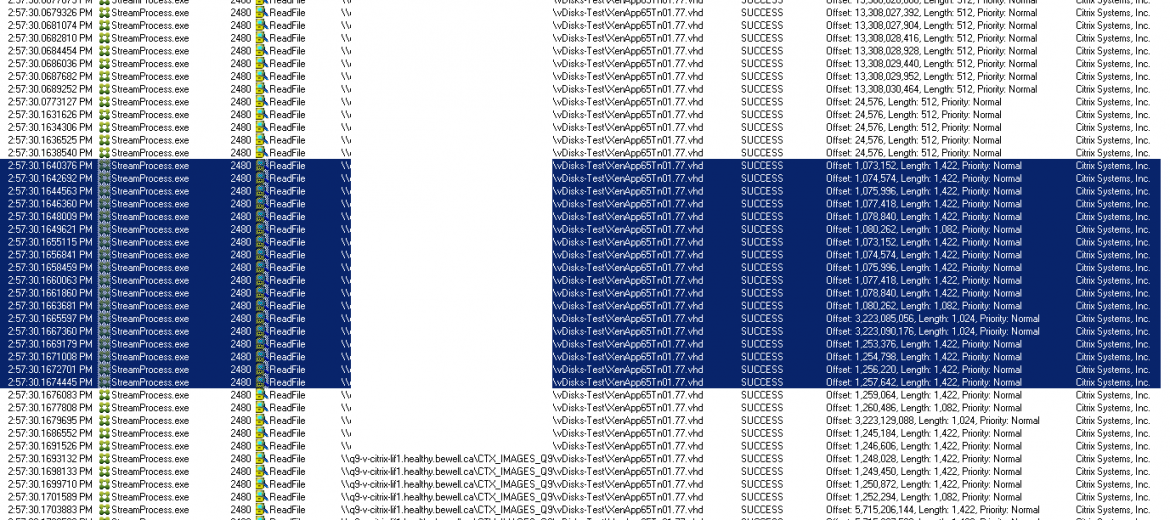 2:57:30.0679326 PM StreamProcess.exe 2480 ReadFile \\ \vDisks-Test\XenApp65Tn01.77.vhd SUCCESS Offset: 13,308,027,392, Length: 512, Priority: Normal Citrix Systems, Inc.
2:57:30.0681074 PM StreamProcess.exe 2480 ReadFile \\ \vDisks-Test\XenApp65Tn01.77.vhd SUCCESS Offset: 13,308,027,904, Length: 512, Priority: Normal Citrix Systems, Inc.
2:57:30.0682810 PM StreamProcess.exe 2480 ReadFile \\ \vDisks-Test\XenApp65Tn01.77.vhd SUCCESS Offset: 13,308,028,416, Length: 512, Priority: Normal Citrix Systems, Inc.
2:57:30.0684454 PM StreamProcess.exe 2480 ReadFile \\ \vDisks-Test\XenApp65Tn01.77.vhd SUCCESS Offset: 13,308,028,928, Length: 512, Priority: Normal Citrix Systems, Inc.
2:57:30.0686036 PM StreamProcess.exe 2480 ReadFile \\ \vDisks-Test\XenApp65Tn01.77.vhd SUCCESS Offset: 13,308,029,440, Length: 512, Priority: Normal Citrix Systems, Inc.
2:57:30.0687682 PM StreamProcess.exe 2480 ReadFile \\ \vDisks-Test\XenApp65Tn01.77.vhd SUCCESS Offset: 13,308,029,952, Length: 512, Priority: Normal Citrix Systems, Inc.
2:57:30.0689252 PM StreamProcess.exe 2480 ReadFile \\ \vDisks-Test\XenApp65Tn01.77.vhd SUCCESS Offset: 13,308,030,464, Length: 512, Priority: Normal Citrix Systems, Inc.
2:57:30.0773127 PM StreamProcess.exe 2480 ReadFile \\ \vDisks-Test\XenApp65Tn01.77.vhd SUCCESS Offset: 24,576, Length: 512, Priority: Normal Citrix Systems, Inc.
2:57:30.1631626 PM StreamProcess.exe 2480 ReadFile \\ \vDisks-Test\XenApp65Tn01.77.vhd SUCCESS Offset: 24,576, Length: 512, Priority: Normal Citrix Systems, Inc.
2:57:30.1634306 PM StreamProcess.exe 2480 ReadFile \\ \vDisks-Test\XenApp65Tn01.77.vhd SUCCESS Offset: 24,576, Length: 512, Priority: Normal Citrix Systems, Inc.
2:57:30.1636525 PM StreamProcess.exe 2480 ReadFile \\ \vDisks-Test\XenApp65Tn01.77.vhd SUCCESS Offset: 24,576, Length: 512, Priority: Normal Citrix Systems, Inc.
2:57:30.1638540 PM StreamProcess.exe 2480 ReadFile \\ \vDisks-Test\XenApp65Tn01.77.vhd SUCCESS Offset: 24,576, Length: 512, Priority: Normal Citrix Systems, Inc.
2:57:30.1640376 PM StreamProcess.exe 2480 ReadFile \\ \vDisks-Test\XenApp65Tn01.77.vhd SUCCESS Offset: 1,073,152, Length: 1,422, Priority: Normal Citrix Systems, Inc.
2:57:30.1642692 PM StreamProcess.exe 2480 ReadFile \\ \vDisks-Test\XenApp65Tn01.77.vhd SUCCESS Offset: 1,074,574, Length: 1,422, Priority: Normal Citrix Systems, Inc.
2:57:30.1644563 PM StreamProcess.exe 2480 ReadFile \\ \vDisks-Test\XenApp65Tn01.77.vhd SUCCESS Offset: 1,075,996, Length: 1,422, Priority: Normal Citrix Systems, Inc.
2:57:30.1646360 PM StreamProcess.exe 2480 ReadFile \\ \vDisks-Test\XenApp65Tn01.77.vhd SUCCESS Offset: 1,077,418, Length: 1,422, Priority: Normal Citrix Systems, Inc.
2:57:30.1648009 PM StreamProcess.exe 2480 ReadFile \\ \vDisks-Test\XenApp65Tn01.77.vhd SUCCESS Offset: 1,078,840, Length: 1,422, Priority: Normal Citrix Systems, Inc.
2:57:30.1649621 PM StreamProcess.exe 2480 ReadFile \\ \vDisks-Test\XenApp65Tn01.77.vhd SUCCESS Offset: 1,080,262, Length: 1,082, Priority: Normal Citrix Systems, Inc.
2:57:30.1655115 PM StreamProcess.exe 2480 ReadFile \\ \vDisks-Test\XenApp65Tn01.77.vhd SUCCESS Offset: 1,073,152, Length: 1,422, Priority: Normal Citrix Systems, Inc.
2:57:30.1656841 PM StreamProcess.exe 2480 ReadFile \\ \vDisks-Test\XenApp65Tn01.77.vhd SUCCESS Offset: 1,074,574, Length: 1,422, Priority: Normal Citrix Systems, Inc.
2:57:30.1658459 PM StreamProcess.exe 2480 ReadFile \\ \vDisks-Test\XenApp65Tn01.77.vhd SUCCESS Offset: 1,075,996, Length: 1,422, Priority: Normal Citrix Systems, Inc.
2:57:30.1660063 PM StreamProcess.exe 2480 ReadFile \\ \vDisks-Test\XenApp65Tn01.77.vhd SUCCESS Offset: 1,077,418, Length: 1,422, Priority: Normal Citrix Systems, Inc.
2:57:30.1661860 PM StreamProcess.exe 2480 ReadFile \\ \vDisks-Test\XenApp65Tn01.77.vhd SUCCESS Offset: 1,078,840, Length: 1,422, Priority: Normal Citrix Systems, Inc.
2:57:30.1663681 PM StreamProcess.exe 2480 ReadFile \\ \vDisks-Test\XenApp65Tn01.77.vhd SUCCESS Offset: 1,080,262, Length: 1,082, Priority: Normal Citrix Systems, Inc.
2:57:30.1665597 PM StreamProcess.exe 2480 ReadFile \\ \vDisks-Test\XenApp65Tn01.77.vhd SUCCESS Offset: 3,223,085,056, Length: 1,024, Priority: Normal Citrix Systems, Inc.
2:57:30.1667360 PM StreamProcess.exe 2480 ReadFile \\ \vDisks-Test\XenApp65Tn01.77.vhd SUCCESS Offset: 3,223,090,176, Length: 1,024, Priority: Normal Citrix Systems, Inc.
2:57:30.1669179 PM StreamProcess.exe 2480 ReadFile \\ \vDisks-Test\XenApp65Tn01.77.vhd SUCCESS Offset: 1,253,376, Length: 1,422, Priority: Normal Citrix Systems, Inc.
2:57:30.1671008 PM StreamProcess.exe 2480 ReadFile \\ \vDisks-Test\XenApp65Tn01.77.vhd SUCCESS Offset: 1,254,798, Length: 1,422, Priority: Normal Citrix Systems, Inc.
2:57:30.1672701 PM StreamProcess.exe 2480 ReadFile \\ \vDisks-Test\XenApp65Tn01.77.vhd SUCCESS Offset: 1,256,220, Length: 1,422, Priority: Normal Citrix Systems, Inc.
2:57:30.1674445 PM StreamProcess.exe 2480 ReadFile \\ \vDisks-Test\XenApp65Tn01.77.vhd SUCCESS Offset: 1,257,642, Length: 1,422, Priority: Normal Citrix Systems, Inc.
2:57:30.1676083 PM StreamProcess.exe 2480 ReadFile \\ \vDisks-Test\XenApp65Tn01.77.vhd SUCCESS Offset: 1,259,064, Length: 1,422, Priority: Normal Citrix Systems, Inc.
2:57:30.1677808 PM StreamProcess.exe 2480 ReadFile \\ \vDisks-Test\XenApp65Tn01.77.vhd SUCCESS Offset: 1,260,486, Length: 1,082, Priority: Normal Citrix Systems, Inc.
2:57:30.1679695 PM StreamProcess.exe 2480 ReadFile \\ \vDisks-Test\XenApp65Tn01.77.vhd SUCCESS Offset: 3,223,129,088, Length: 1,024, Priority: Normal Citrix Systems, Inc.
2:57:30.1686552 PM StreamProcess.exe 2480 ReadFile \\ \vDisks-Test\XenApp65Tn01.77.vhd SUCCESS Offset: 1,245,184, Length: 1,422, Priority: Normal Citrix Systems, Inc.
2:57:30.1691526 PM StreamProcess.exe 2480 ReadFile \\ \vDisks-Test\XenApp65Tn01.77.vhd SUCCESS Offset: 1,246,606, Length: 1,422, Priority: Normal Citrix Systems, Inc.
2:57:30.1693132 PM StreamProcess.exe 2480 ReadFile \\q9-v-citrix-lif1.healthy.bewell.ca\CTX_IMAGES_Q9\vDisks-Test\XenApp65Tn01.77.vhd SUCCESS Offset: 1,248,028, Length: 1,422, Priority: Normal Citrix Systems, Inc.
2:57:30.1698133 PM StreamProcess.exe 2480 ReadFile \\q9-v-citrix-lif1.healthy.bewell.ca\CTX_IMAGES_Q9\vDisks-Test\XenApp65Tn01.77.vhd SUCCESS Offset: 1,249,450, Length: 1,422, Priority: Normal Citrix Systems, Inc.
2:57:30.1699710 PM StreamProcess.exe 2480 ReadFile \\q9-v-citrix-lif1.healthy.bewell.ca\CTX_IMAGES_Q9\vDisks-Test\XenApp65Tn01.77.vhd SUCCESS Offset: 1,250,872, Length: 1,422, Priority: Normal Citrix Systems, Inc.
2:57:30.1701589 PM StreamProcess.exe 2480 ReadFile \\q9-v-citrix-lif1.healthy.bewell.ca\CTX_IMAGES_Q9\vDisks-Test\XenApp65Tn01.77.vhd SUCCESS Offset: 1,252,294, Length: 1,082, Priority: Normal Citrix Systems, Inc.
2:57:30.1703883 PM StreamProcess.exe 2480 ReadFile \\q9-v-citrix-lif1.healthy.bewell.ca\CTX_IMAGES_Q9\vDisks-Test\XenApp65Tn01.77.vhd SUCCESS Offset: 5,715,206,144, Length: 1,422, Priority: Normal Citrix Systems, Inc.